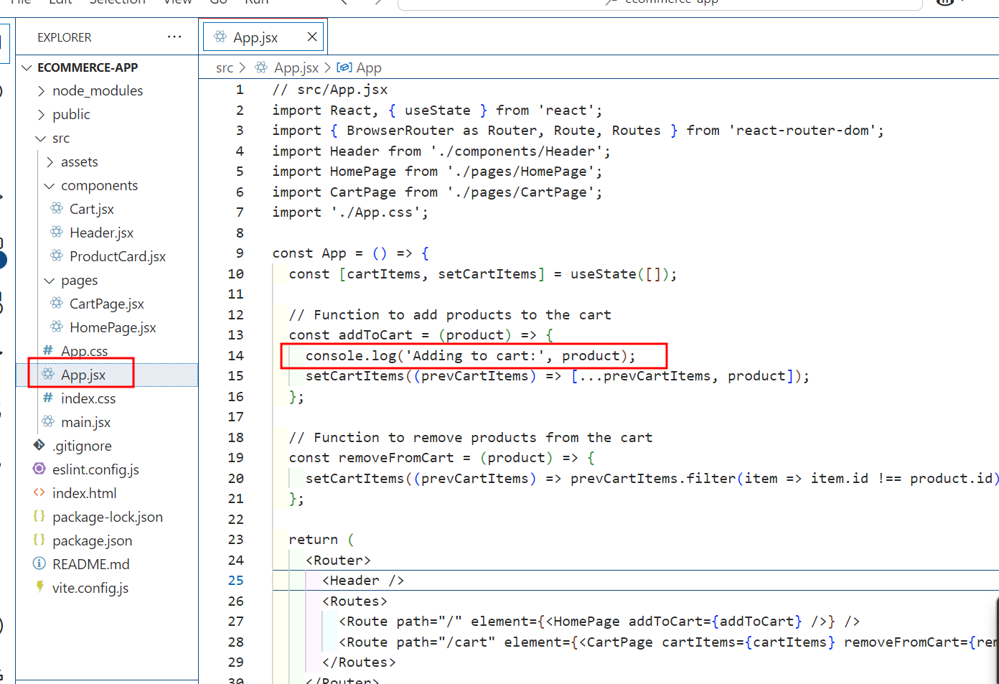 File Edit Selection View Go Run
ecommerce-app
EXPLORER ...
App.jsx
ECOMMERCE-APP
node_modules
public
src
assets
components
Cart.jsx
Header.jsx
ProductCard.jsx
pages
CartPage.jsx
HomePage.jsx
# App.css
App.jsx
# index.css
main.jsx
.gitignore
eslint.config.js
<> index.html
{} package-lock.json
{} package.json
README.md
vite.config.js
src > App.jsx > App
1 // src/App.jsx
2 import React, { useState } from 'react';
3 import { BrowserRouter as Router, Route, Routes } from 'react-router-dom';
4 import Header from './components/Header';
5 import HomePage from './pages/HomePage';
6 import CartPage from './pages/CartPage';
7 import './App.css';
8
9 const App = () => {
10 const [cartItems, setCartItems] = useState([]);
11
12 // Function to add products to the cart
13 const addToCart = (product) => {
14 console.log('Adding to cart:', product);
15 setCartItems((prevCartItems) => [...prevCartItems, product]);
16 };
17
18 // Function to remove products from the cart
19 const removeFromCart = (product) => {
20 setCartItems((prevCartItems) => prevCartItems.filter(item => item.id !== product.id)
21 };
22
23 return (
24 <Router>
25 <Header />
26 <Routes>
27 <Route path="/" element={<HomePage addToCart={addToCart} />} />
28 <Route path="/cart" element={<CartPage cartItems={cartItems} removeFromCart={rem
29 </Routes>
30 </Router>